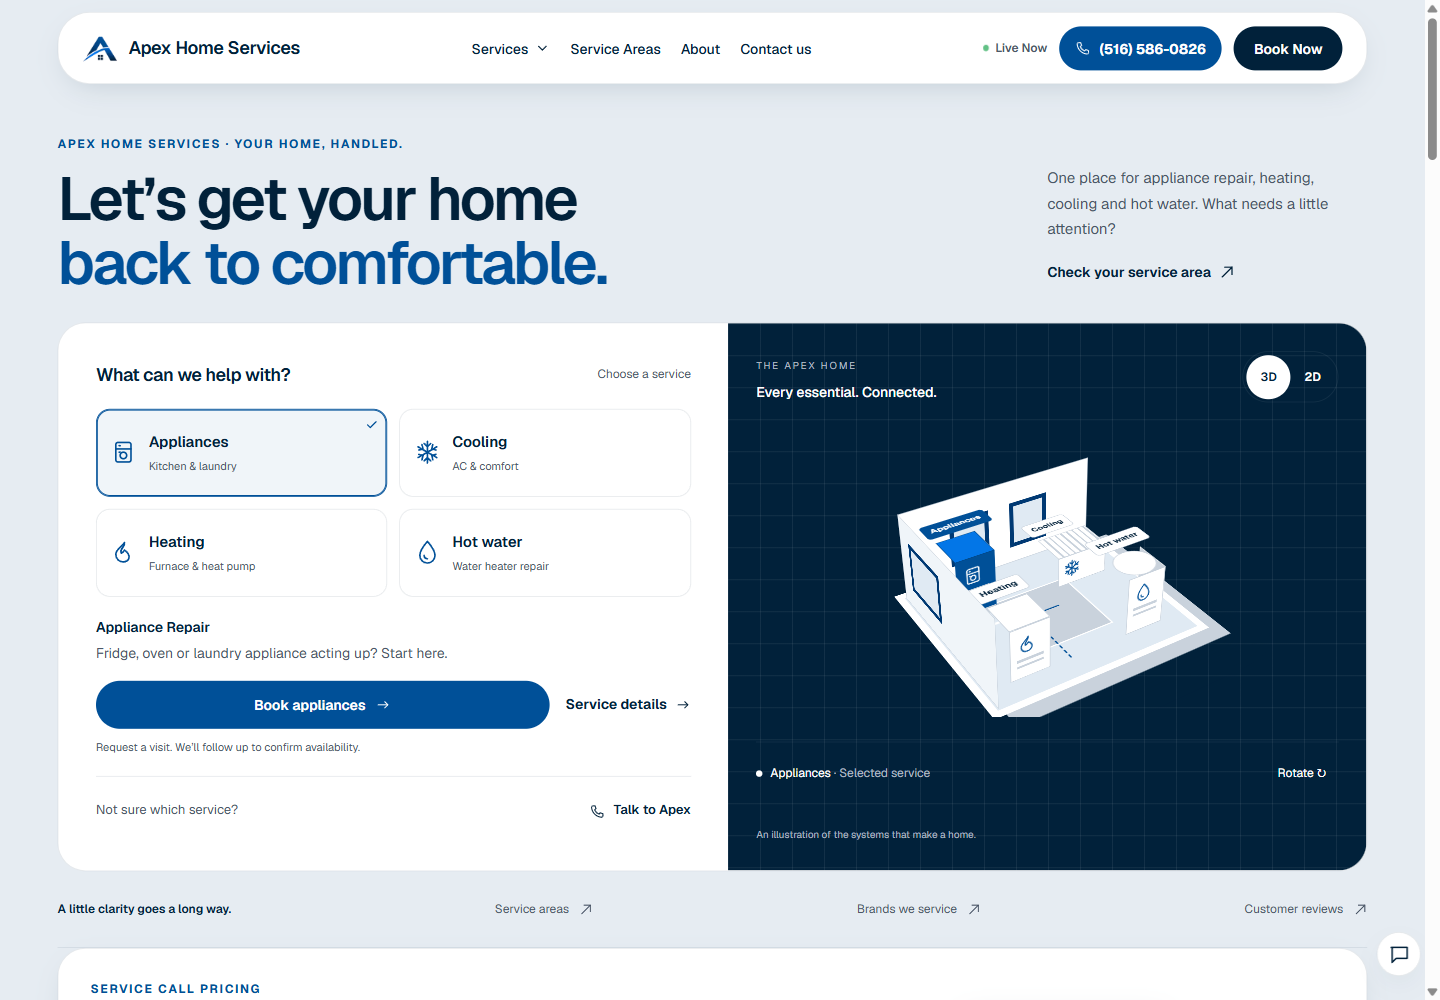 Apex Home Services
Services
Service Areas
About
Contact us
Live Now
(516) 586-0826
Book Now
APEX HOME SERVICES · YOUR HOME, HANDLED.
Let’s get your home
back to comfortable.
One place for appliance repair, heating,
cooling and hot water. What needs a little
attention?
Check your service area
What can we help with?
Choose a service
Appliances
Kitchen & laundry
Cooling
AC & comfort
Heating
Furnace & heat pump
Hot water
Water heater repair
Appliance Repair
Fridge, oven or laundry appliance acting up? Start here.
Book appliances
Service details
Request a visit. We’ll follow up to confirm availability.
Not sure which service?
Talk to Apex
THE APEX HOME
Every essential. Connected.
3D
2D
Appliances
Cooling
Hot water
Heating
Appliances · Selected service
Rotate ↻
An illustration of the systems that make a home.
A little clarity goes a long way.
Service areas
Brands we service
Customer reviews
SERVICE CALL PRICING